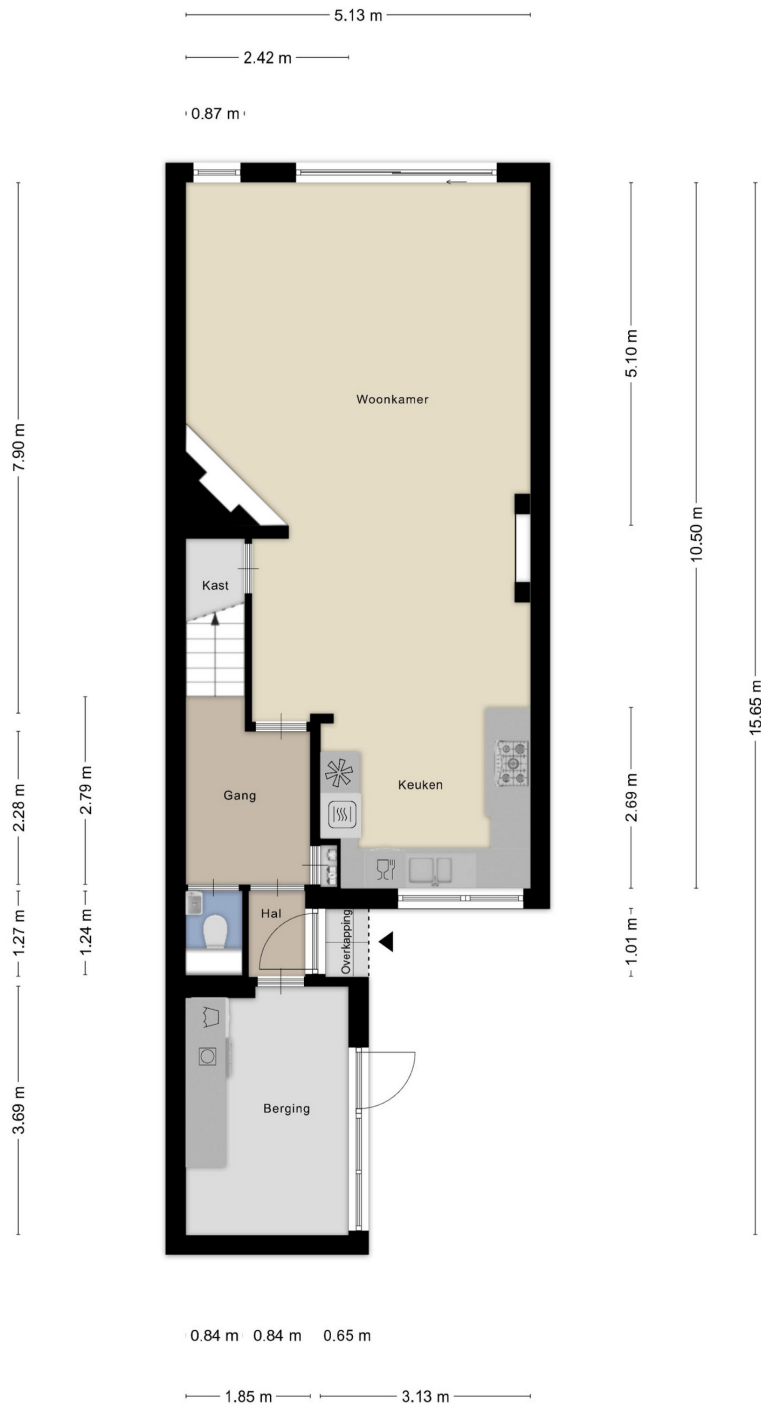 5.13 m
2.42 m
0.87 m
Woonkamer
5.10 m
7.90 m
10.50 m
Kast
15.65 m
2.79 m
2.28 m
Gang
Keuken
2.69 m
Hal
Overkapping
1.27 m
1.24 m
1.01 m
Berging
3.69 m
0.84 m
0.84 m
0.65 m
1.85 m
3.13 m